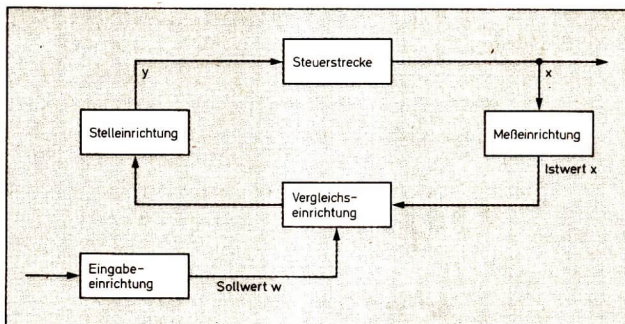 y
Steuerstrecke
x
Stelleinrichtung
Meßeinrichtung
Istwert x
Vergleichs-
einrichtung
Eingabe-
einrichtung
Sollwert w